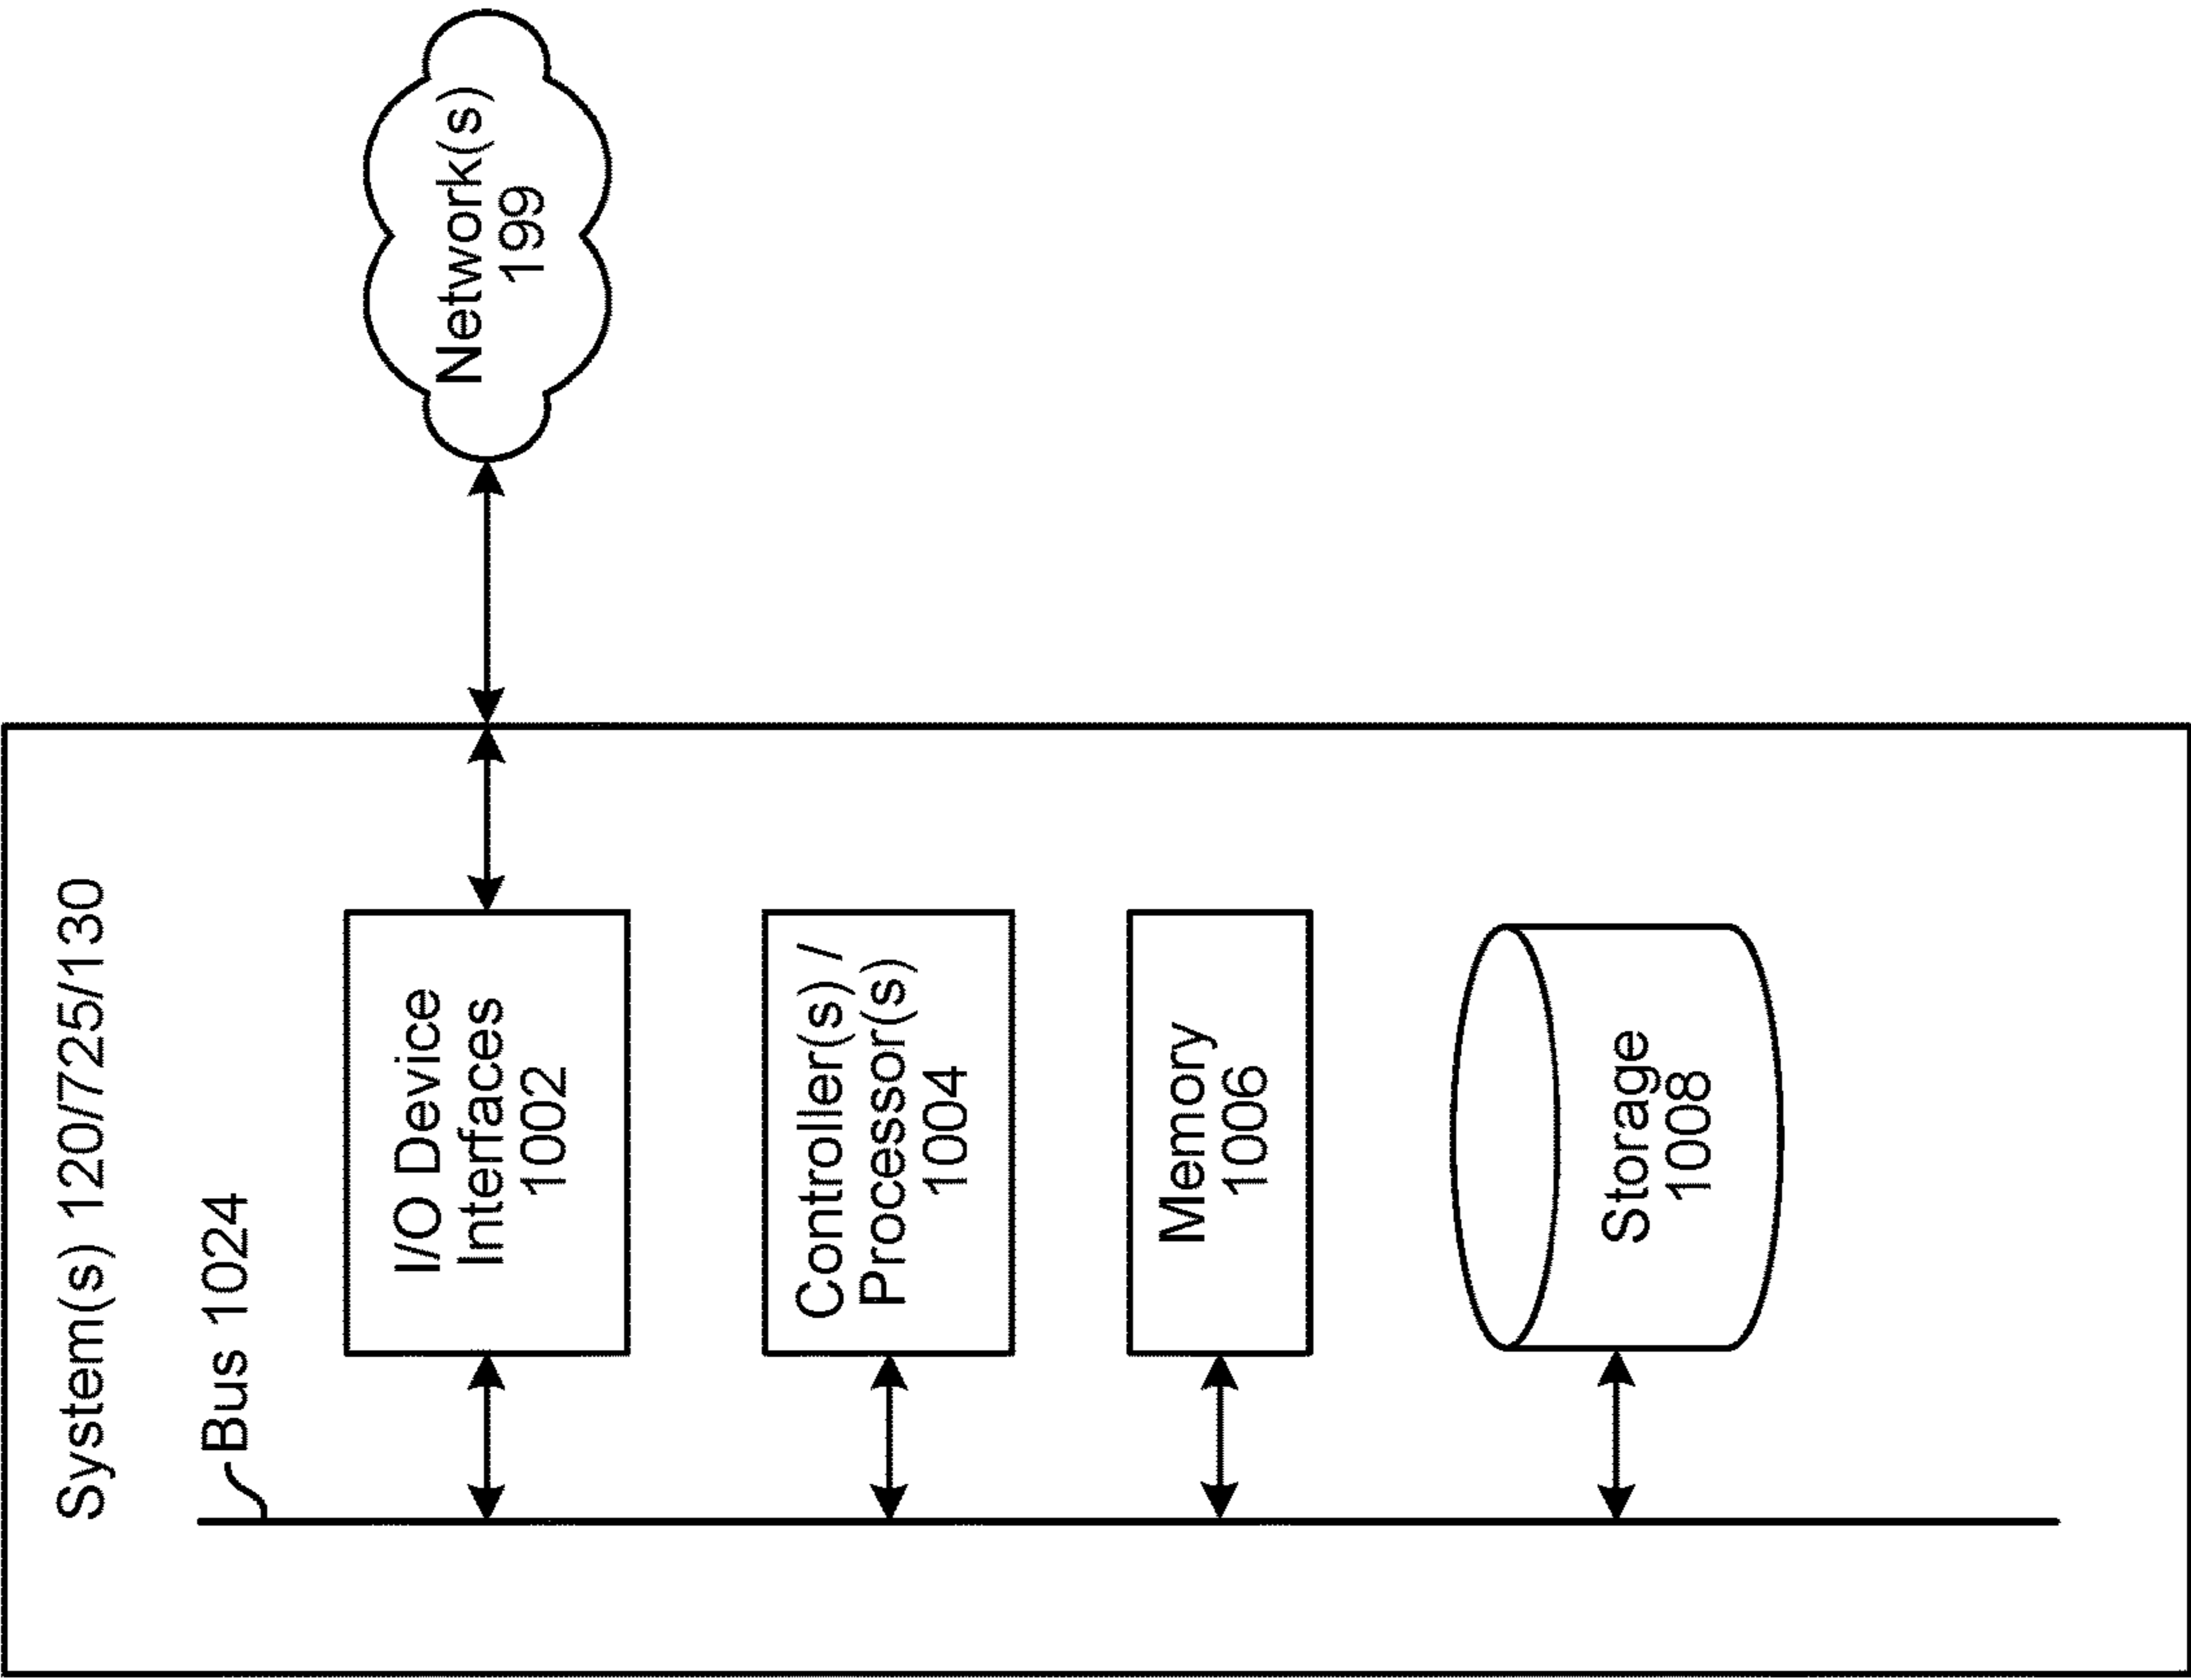 System(s) 120/725/130
Bus 1024
I/O Device
Interfaces
1002
Network(s)
199
Controller(s) /
Processor(s)
1004
Memory
1006
Storage
1008